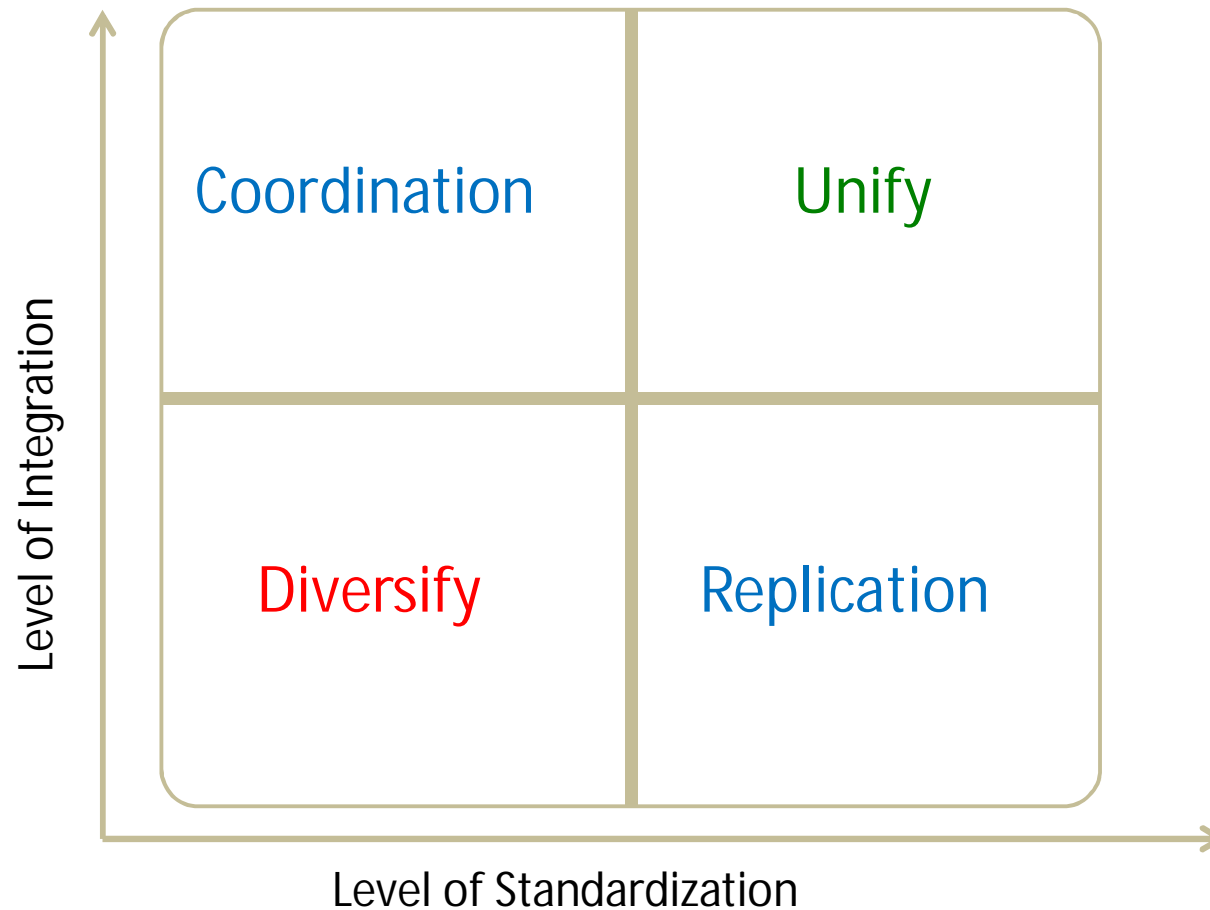 Coordination
Unify
Level of Integration
Diversify
Replication
Level of Standardization